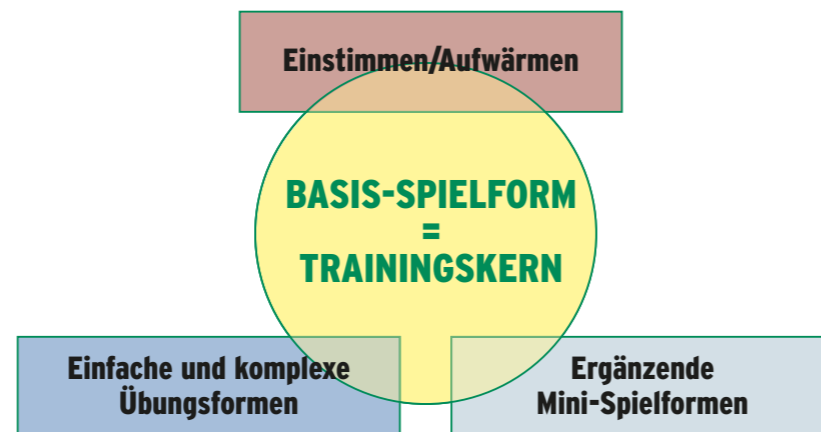 Einstimmen/Aufwärmen
BASIS-SPIELFORM
=
TRAININGSKERN
Einfache und komplexe
Übungsformen
Ergänzende
Mini-Spielformen